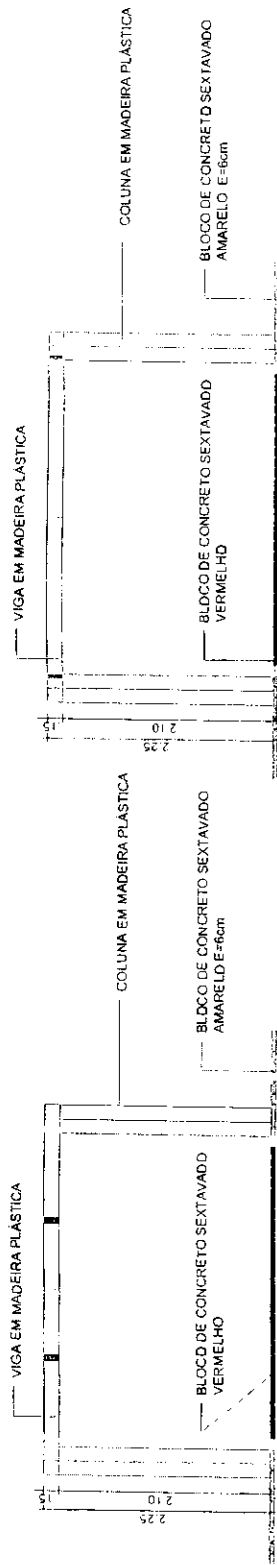 VIGA EM MADEIRA PLÁSTICA
COLUNA EM MADEIRA PLÁSTICA
BLOCO DE CONCRETO SEXTAVADO
VERMELHO
BLOCO DE CONCRETO SEXTAVADO
AMARELO E=6cm
15
2.10
2.25
VIGA EM MADEIRA PLÁSTICA
COLUNA EM MADEIRA PLÁSTICA
BLOCO DE CONCRETO SEXTAVADO
VERMELHO
BLOCO DE CONCRETO SEXTAVADO
AMARELO E=6cm
15
2.10
2.25